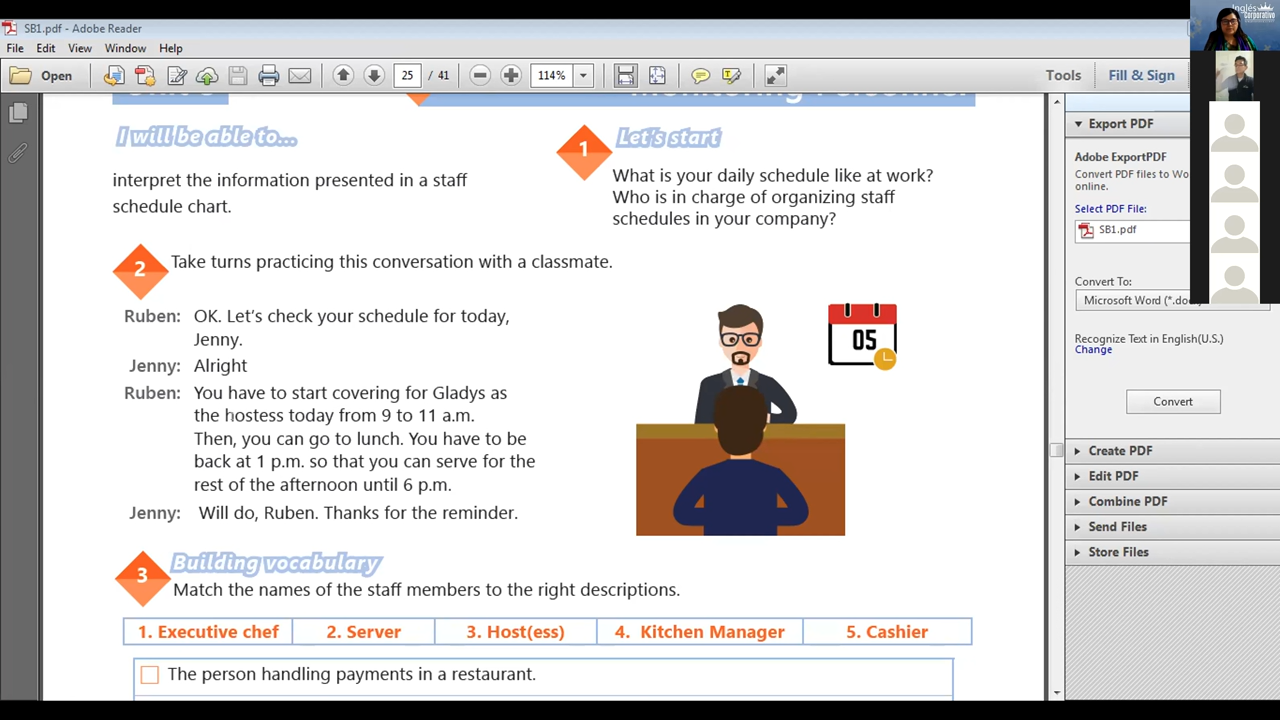 SB1.pdf - Adobe Reader
File Edit View Window Help
Open 25 / 41 114% Tools Fill & Sign
Monitoring Personnel
I will be able to...
interpret the information presented in a staff
schedule chart.
1 Let's start
What is your daily schedule like at work?
Who is in charge of organizing staff
schedules in your company?
2 Take turns practicing this conversation with a classmate.
Ruben: OK. Let's check your schedule for today,
Jenny.
Jenny: Alright
Ruben: You have to start covering for Gladys as
the hostess today from 9 to 11 a.m.
Then, you can go to lunch. You have to be
back at 1 p.m. so that you can serve for the
rest of the afternoon until 6 p.m.
Jenny: Will do, Ruben. Thanks for the reminder.
05
3 Building vocabulary
Match the names of the staff members to the right descriptions.
1. Executive chef 2. Server 3. Host(ess) 4. Kitchen Manager 5. Cashier
The person handling payments in a restaurant.
Export PDF
Adobe ExportPDF
Convert PDF files to Wo
online.
Select PDF File:
SB1.pdf
Convert To:
Microsoft Word (*.doc
Recognize Text in English(U.S.)
Change
Convert
Create PDF
Edit PDF
Combine PDF
Send Files
Store Files
Inglés
Corporativo